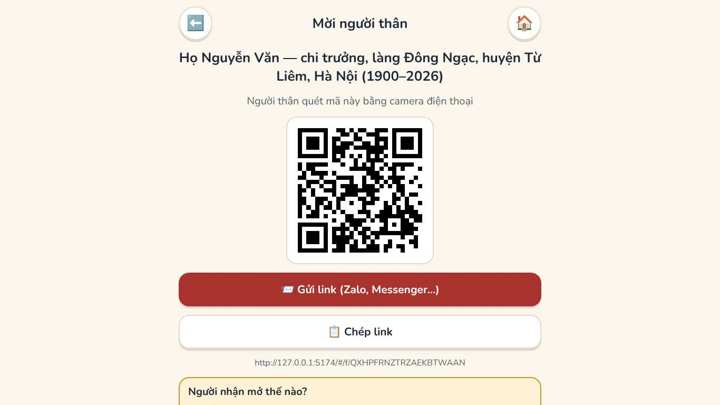 Mời người thân
Họ Nguyễn Văn — chi trưởng, làng Đông Ngạc, huyện Từ
Liêm, Hà Nội (1900–2026)
Người thân quét mã này bằng camera điện thoại
Gửi link (Zalo, Messenger...)
Chép link
http://127.0.0.1:5174/#/f/QXHPFRNZTRZAEKBTWAAN
Người nhận mở thế nào?